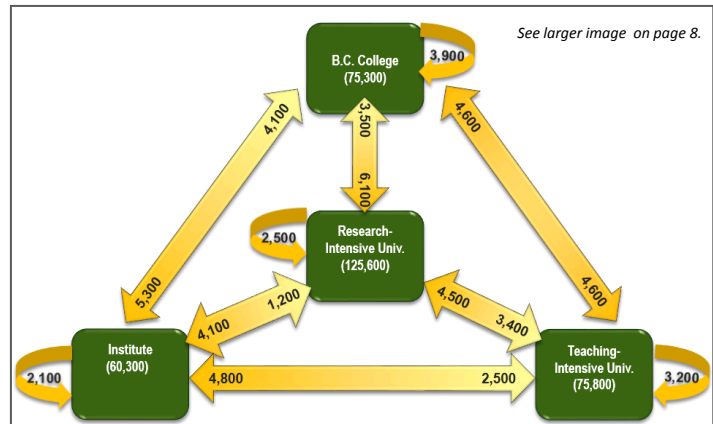 See larger image on page 8.
B.C. College
(75,300)
3,900
4,100
3,500
4,600
6,100
Research-
Intensive Univ.
(125,600)
2,500
5,300
4,600
1,200
4,500
4,100
3,400
Institute
(60,300)
Teaching-
Intensive Univ.
(75,800)
2,100
4,800
2,500
3,200